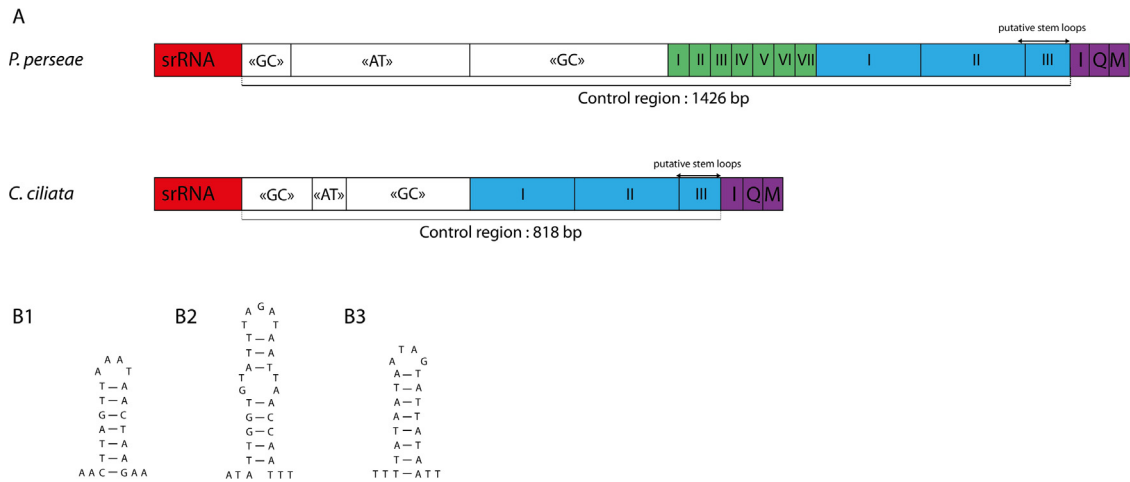 A
putative stem loops
P. perseae
srRNA «GC» «AT» «GC» I II III IV V VI VII I II III I Q M
Control region : 1426 bp
putative stem loops
C. ciliata
srRNA «GC» «AT» «GC» I II III I Q M
Control region : 818 bp
B1
A A
A T
T – A
T – A
G – C
A – T
T – A
T – A
A A C – G A A
B2
A G A
T T
T – A
T – A
A – T
T T
G A
T – A
G – C
G – C
T – A
T – A
A T A T T T
B3
T A
A G
A – T
T – A
A – T
A – T
T – A
A – T
T – A
T T T – A T T